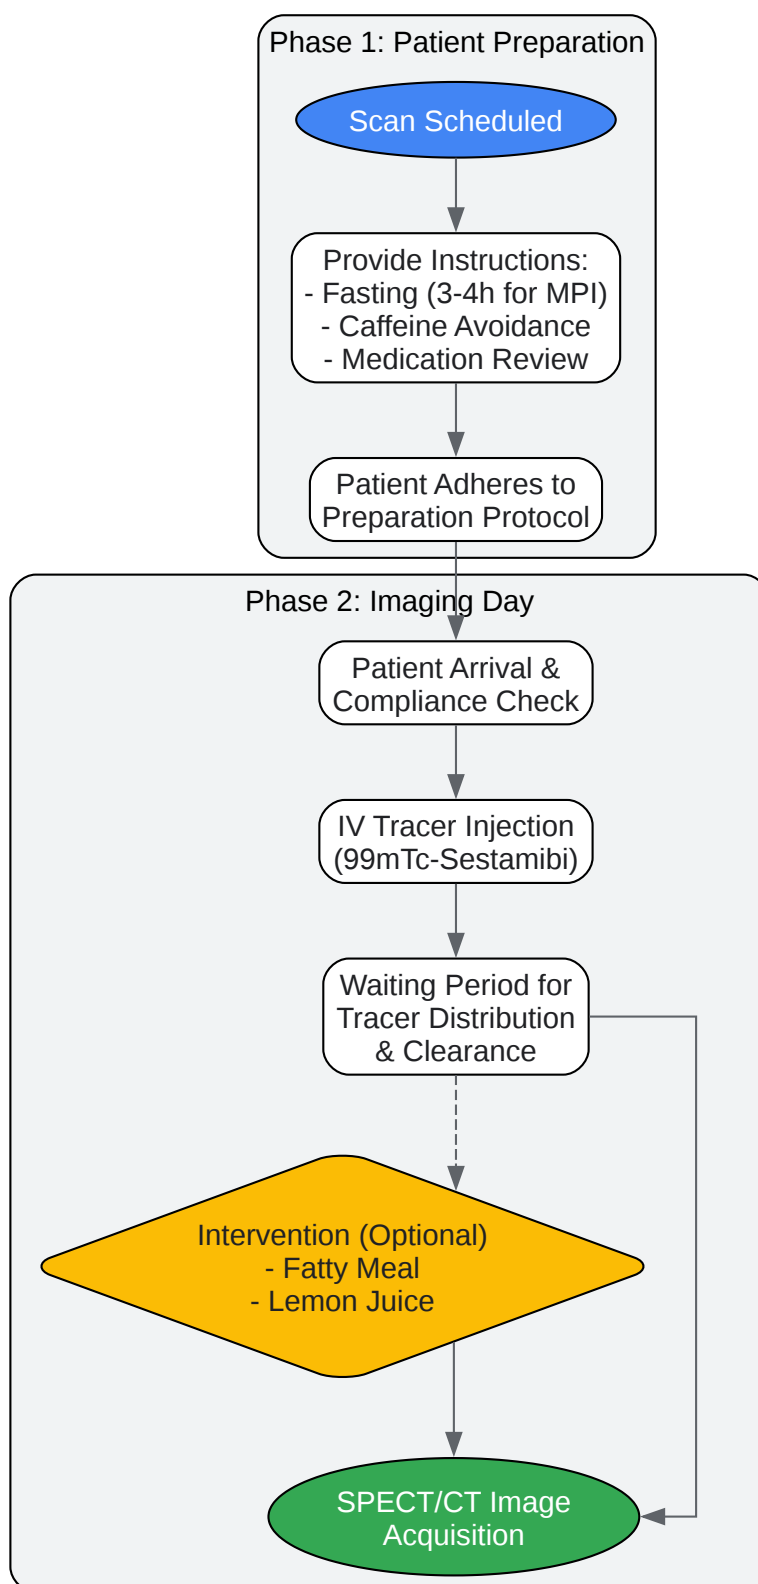 Phase 1: Patient Preparation
Scan Scheduled
Provide Instructions:
- Fasting (3-4h for MPI)
- Caffeine Avoidance
- Medication Review
Patient Adheres to
Preparation Protocol
Phase 2: Imaging Day
Patient Arrival &
Compliance Check
IV Tracer Injection
(99mTc-Sestamibi)
Waiting Period for
Tracer Distribution
& Clearance
Intervention (Optional)
- Fatty Meal
- Lemon Juice
SPECT/CT Image
Acquisition